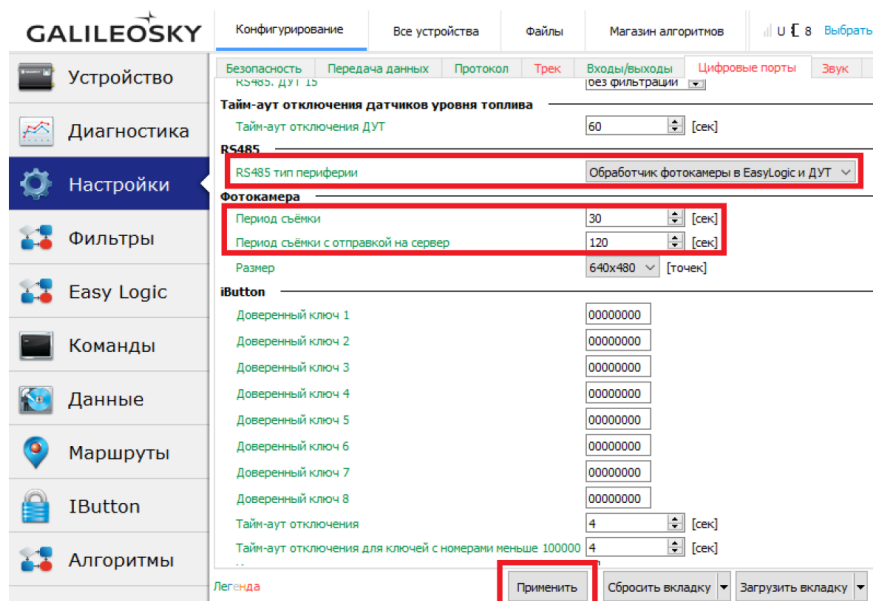 GALILEOSKY
Конфигурирование Все устройства Файлы Магазин алгоритмов U 8 Выбрать
Устройство
Диагностика
Настройки
Фильтры
Easy Logic
Команды
Данные
Маршруты
IButton
Алгоритмы
Безопасность Передача данных Протокол Трек Входы/выходы Цифровые порты Звук
RS485. ДУТ 15 без фильтрации
Тайм-аут отключения датчиков уровня топлива
Тайм-аут отключения ДУТ 60 [сек]
RS485
RS485 тип периферии Обработчик фотокамеры в EasyLogic и ДУТ
Фотокамера
Период съёмки 30 [сек]
Период съёмки с отправкой на сервер 120 [сек]
Размер 640x480 [точек]
iButton
Доверенный ключ 1 00000000
Доверенный ключ 2 00000000
Доверенный ключ 3 00000000
Доверенный ключ 4 00000000
Доверенный ключ 5 00000000
Доверенный ключ 6 00000000
Доверенный ключ 7 00000000
Доверенный ключ 8 00000000
Тайм-аут отключения 4 [сек]
Тайм-аут отключения для ключей с номерами меньше 100000 4 [сек]
Легенда Применить Сбросить вкладку Загрузить вкладку